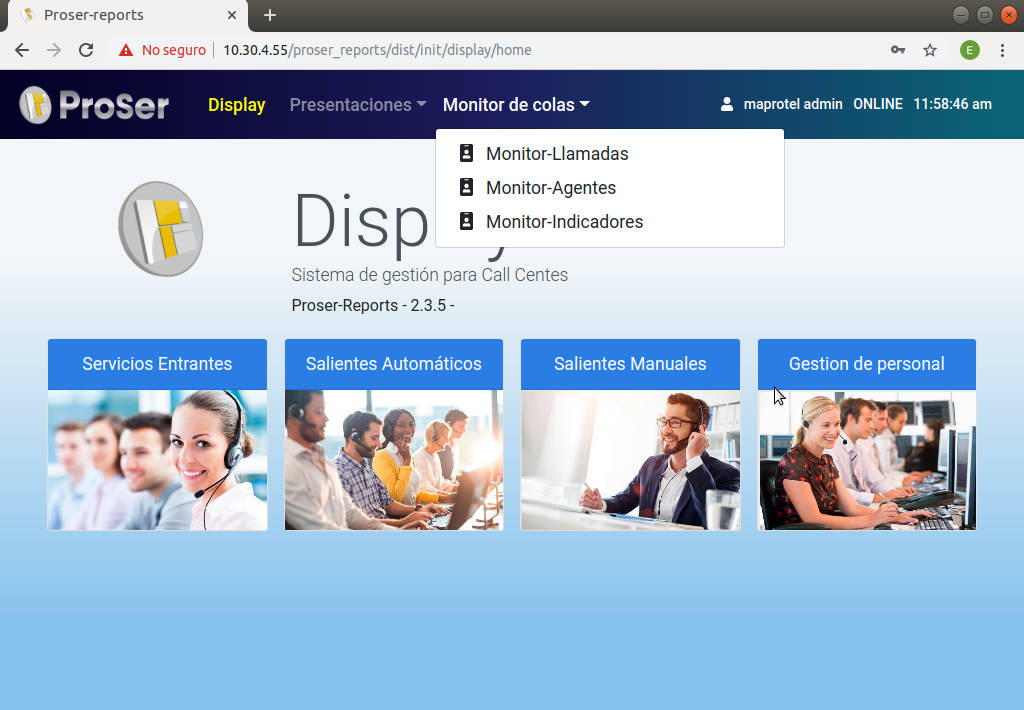 Proser-reports
No seguro
10.30.4.55/proser_reports/dist/init/display/home
E
ProSer
Display
Presentaciones
Monitor de colas
maprotel admin
ONLINE
11:58:46 am
Monitor-Llamadas
Monitor-Agentes
Monitor-Indicadores
Display
Sistema de gestión para Call Centes
Proser-Reports - 2.3.5 -
Servicios Entrantes
Salientes Automáticos
Salientes Manuales
Gestion de personal